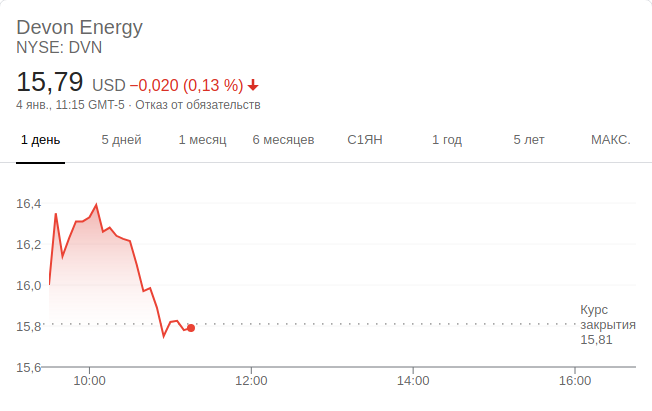 Devon Energy
NYSE: DVN
15,79 USD −0,020 (0,13 %)
4 янв., 11:15 GMT-5 · Отказ от обязательств
1 день 5 дней 1 месяц 6 месяцев С1ЯН 1 год 5 лет МАКС.
16,4
16,2
16,0
15,8
15,6
Курс
закрытия
15,81
10:00 12:00 14:00 16:00